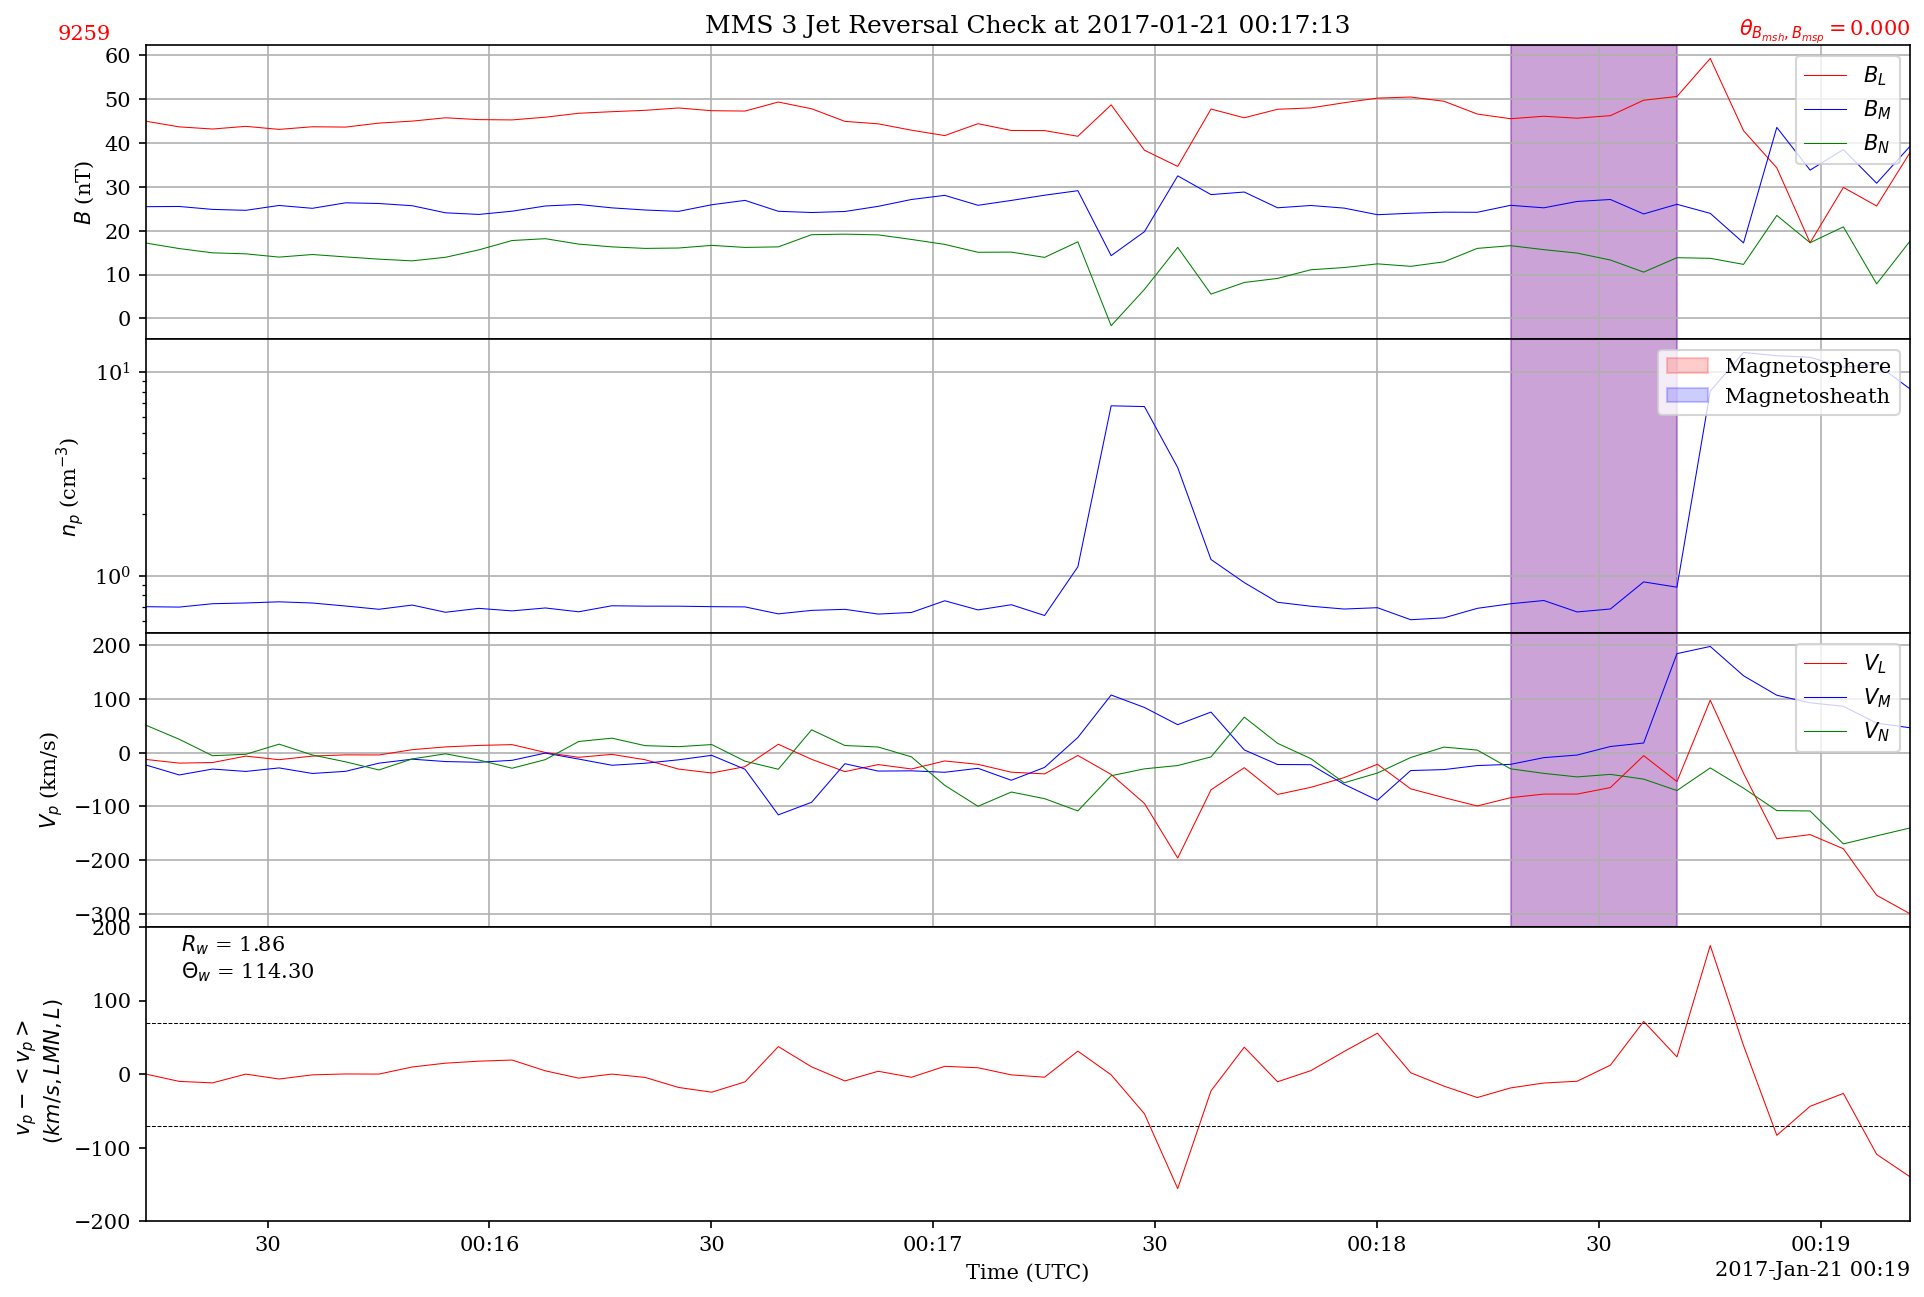 9259
MMS 3 Jet Reversal Check at 2017-01-21 00:17:13
θ_{B_{msh}, B_{msp}} = 0.000
60
50
40
30
20
10
0
B (nT)
B_L
B_M
B_N
10^1
10^0
n_p (cm^{−3})
Magnetosphere
Magnetosheath
200
100
0
−100
−200
−300
V_p (km/s)
V_L
V_M
V_N
200
100
0
−100
−200
v_p − < v_p >
(km/s, LMN, L)
R_w = 1.86
Θ_w = 114.30
30 00:16 30 00:17 30 00:18 30 00:19
Time (UTC)
2017-Jan-21 00:19